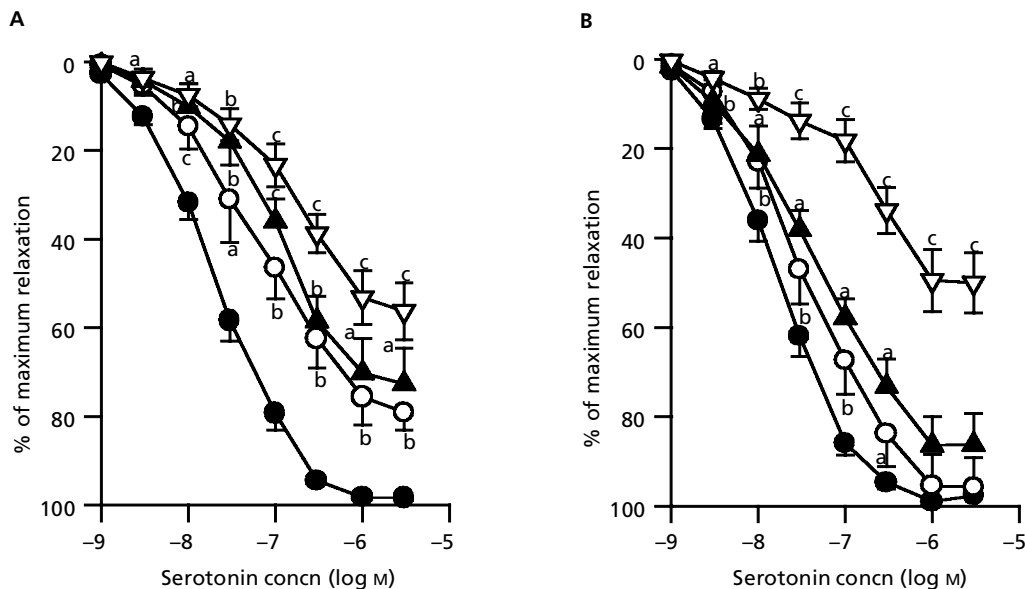 A
0
20
40
60
80
100
% of maximum relaxation
–9
–8
–7
–6
–5
Serotonin concn (log M)
a
a
b
b
c
c
c
c
b
c
b
a
b
a
a
b
b
b
b
B
0
20
40
60
80
100
% of maximum relaxation
–9
–8
–7
–6
–5
Serotonin concn (log M)
a
b
c
c
c
c
c
b
a
b
a
a
b
a
b
a